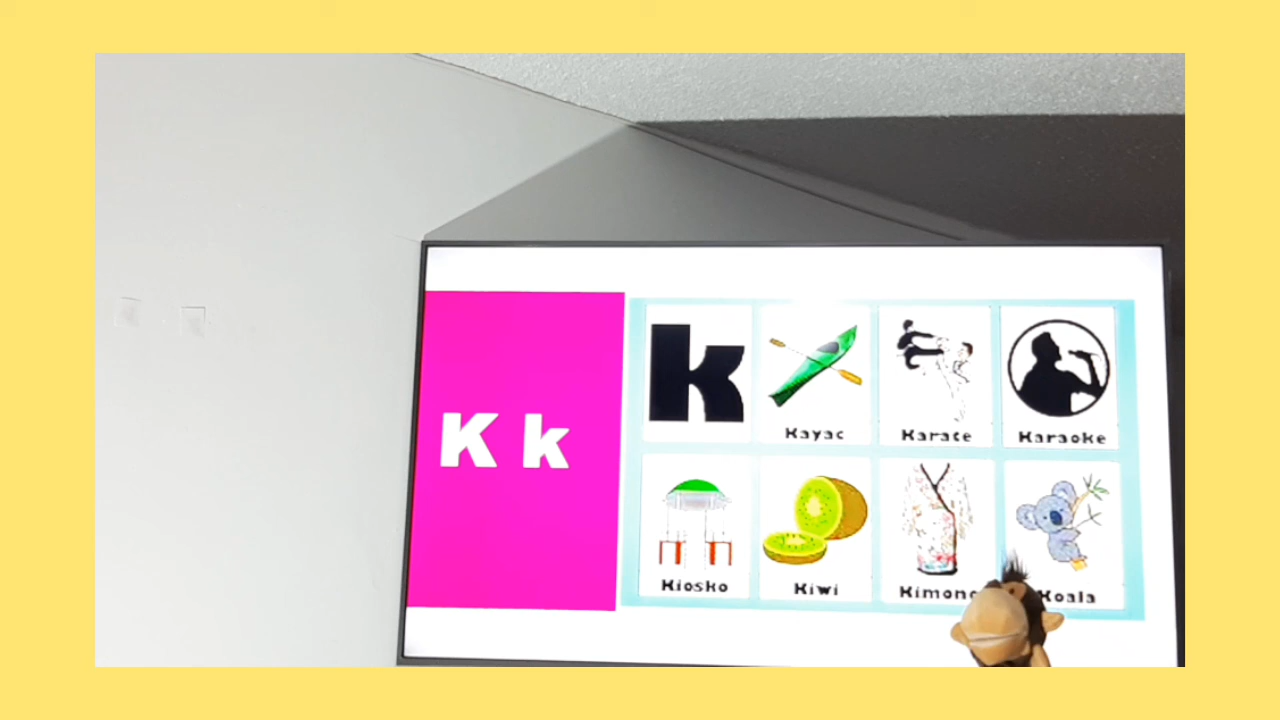 K k
k
Kayac
Karate
Karaoke
Kiosko
Kiwi
Kimono
Koala